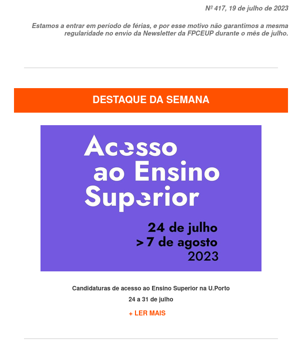 Nº 417, 19 de julho de 2023
Estamos a entrar em período de férias, e por esse motivo não garantimos a mesma
regularidade no envio da Newsletter da FPCEUP durante o mês de julho.
DESTAQUE DA SEMANA
Acesso
ao Ensino
Superior
24 de julho
> 7 de agosto
2023
Candidaturas de acesso ao Ensino Superior na U.Porto
24 a 31 de julho
+ LER MAIS